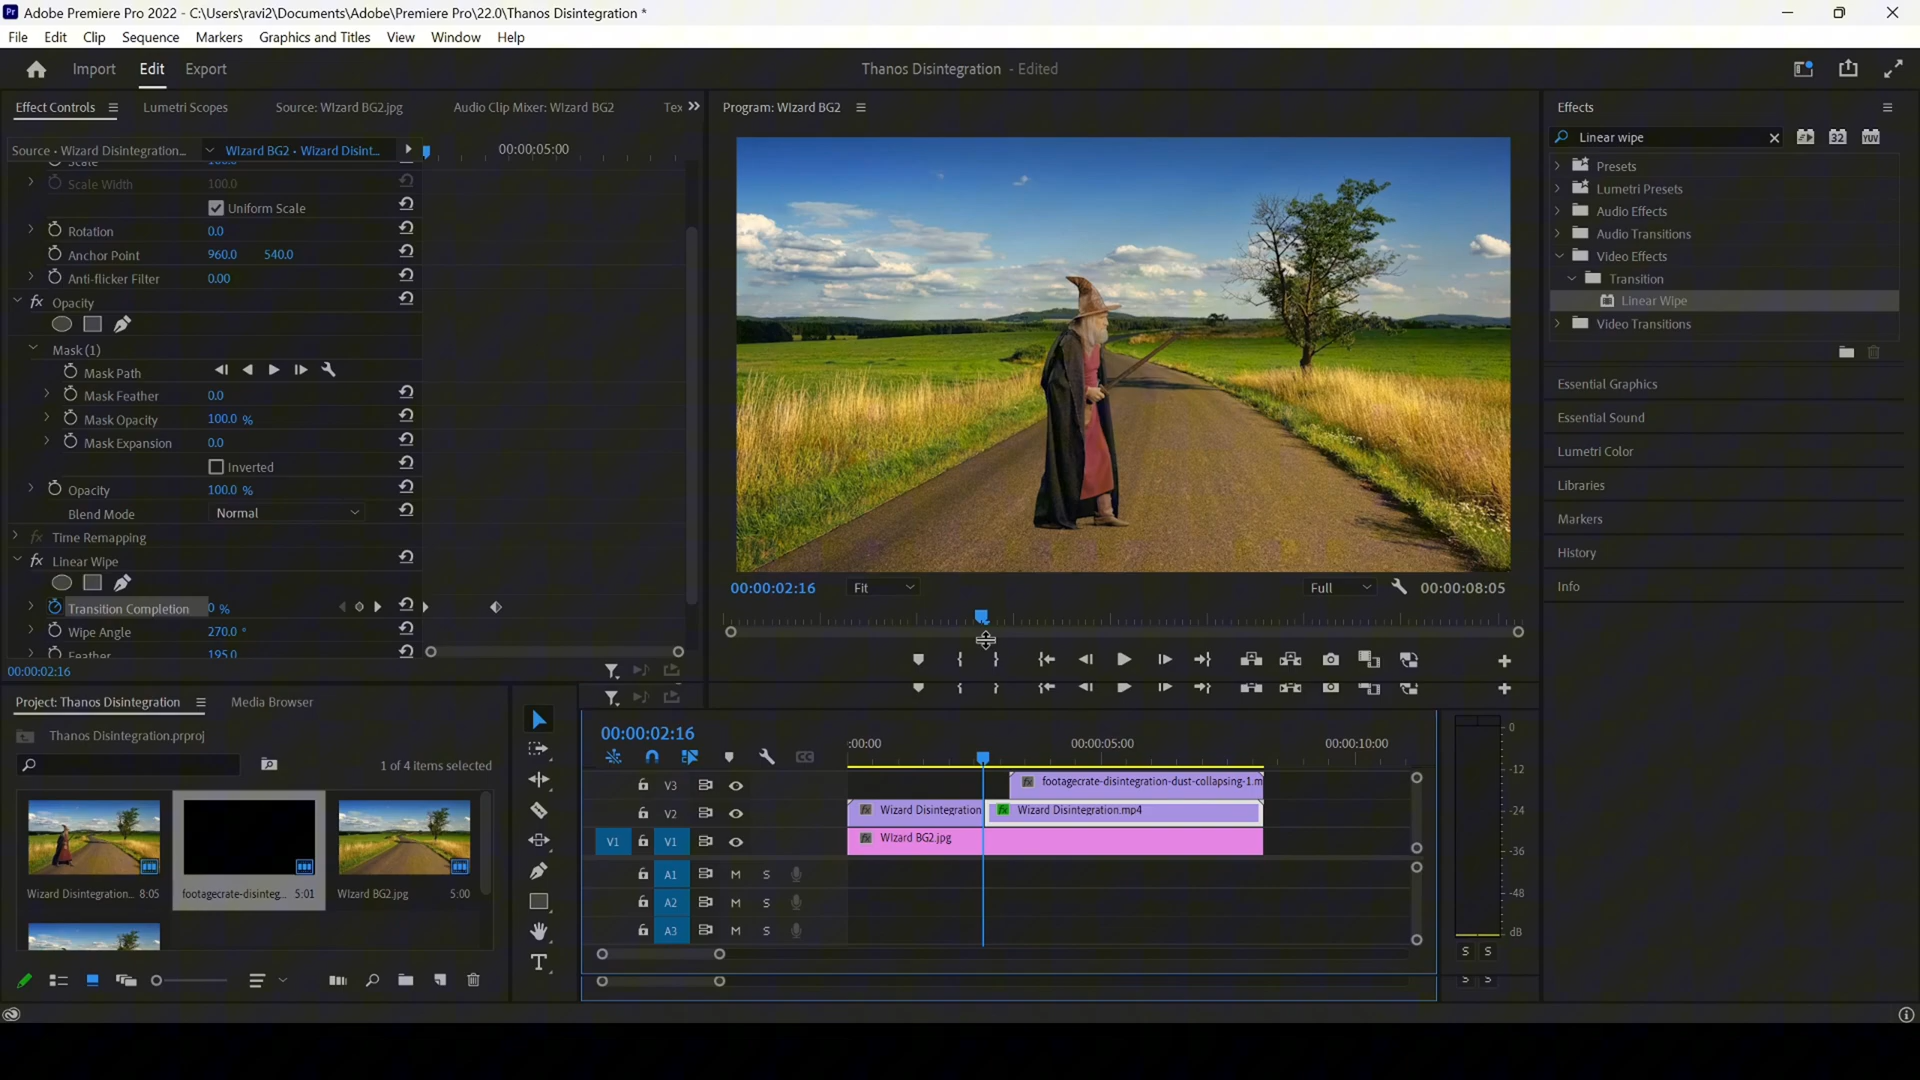 Pr Adobe Premiere Pro 2022 - C:\Users\ravi2\Documents\Adobe\Premiere Pro\22.0\Thanos Disintegration *
File Edit Clip Sequence Markers Graphics and Titles View Window Help
Import Edit Export Thanos Disintegration - Edited
Effect Controls Lumetri Scopes Source: WIzard BG2.jpg Audio Clip Mixer: WIzard BG2 Tex
Program: WIzard BG2
Effects
Linear wipe
32 YUV
Source • Wizard Disintegration... WIzard BG2 • Wizard Disint... 00:00:05:00
Scale 100.0
Scale Width 100.0
Uniform Scale
Rotation 0.0
Anchor Point 960.0 540.0
Anti-flicker Filter 0.00
fx Opacity
Mask (1)
Mask Path
Mask Feather 0.0
Mask Opacity 100.0 %
Mask Expansion 0.0
Inverted
Opacity 100.0 %
Blend Mode Normal
fx Time Remapping
fx Linear Wipe
Transition Completion 0 %
Wipe Angle 270.0 °
Feather 195.0
00:00:02:16
Presets
Lumetri Presets
Audio Effects
Audio Transitions
Video Effects
Transition
Linear Wipe
Video Transitions
Essential Graphics
Essential Sound
Lumetri Color
Libraries
Markers
History
Info
00:00:02:16 Fit Full 00:00:08:05
Project: Thanos Disintegration Media Browser
Thanos Disintegration.prproj
1 of 4 items selected
Wizard Disintegration... 8:05 footagecrate-disinteg... 5:01 WIzard BG2.jpg 5:00
00:00:02:16
:00:00 00:00:05:00 00:00:10:00
V3 footagecrate-disintegration-dust-collapsing-1.m
V2 Wizard Disintegration Wizard Disintegration.mp4
V1 V1 WIzard BG2.jpg
A1 M S
A2 M S
A3 M S
0
-12
-24
-36
-48
dB
S S
S S